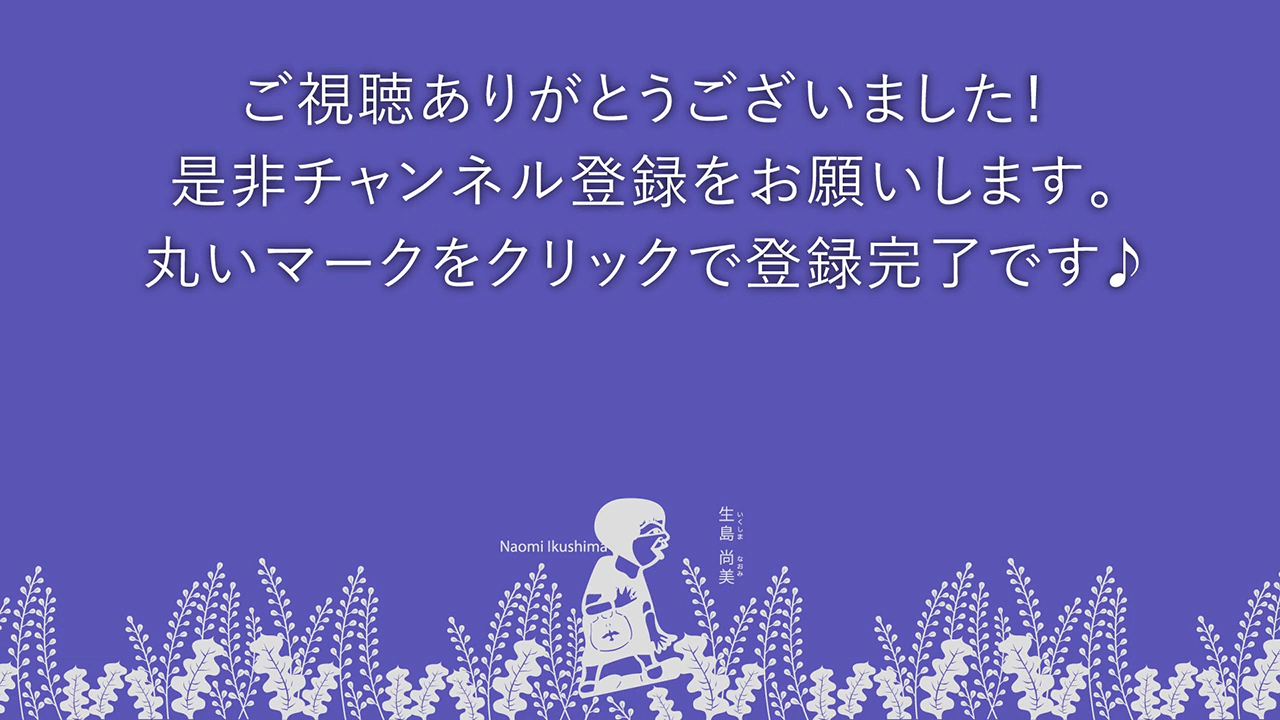 ご視聴ありがとうございました!
是非チャンネル登録をお願いします。
丸いマークをクリックで登録完了です♪
Naomi Ikushima
生島 尚美
いくしま なおみ